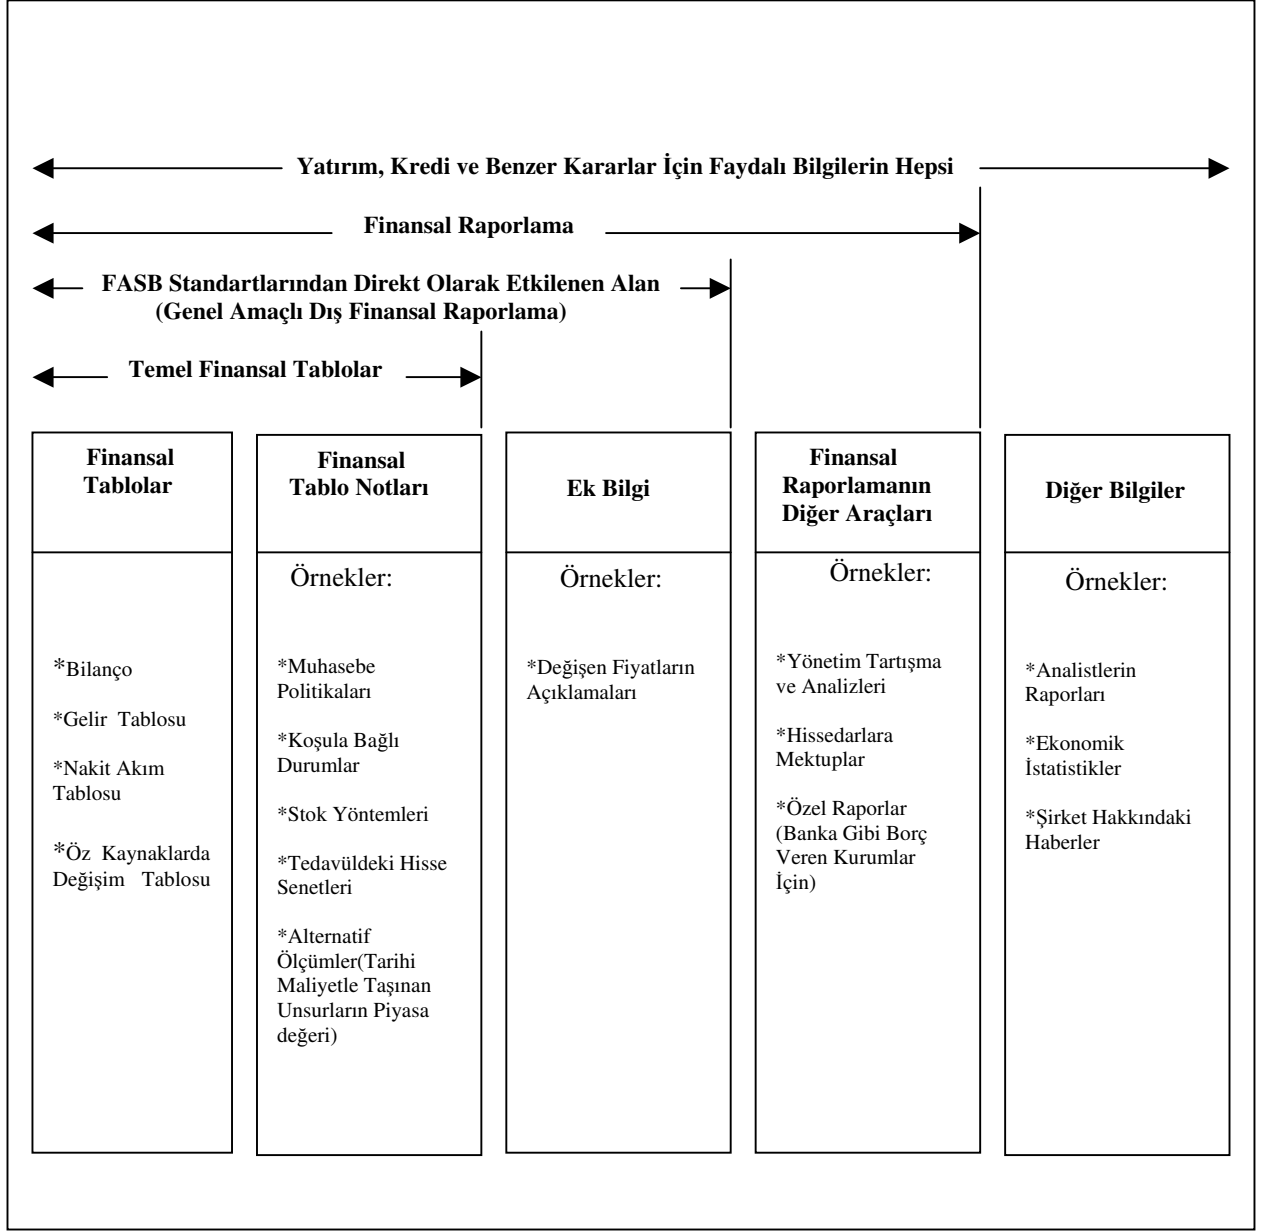 Yatırım, Kredi ve Benzer Kararlar İçin Faydalı Bilgilerin Hepsi
Finansal Raporlama
FASB Standartlarından Direkt Olarak Etkilenen Alan
(Genel Amaçlı Dış Finansal Raporlama)
Temel Finansal Tablolar
Finansal
Tablolar
*Bilanço
*Gelir Tablosu
*Nakit Akım
Tablosu
*Öz Kaynaklarda
Değişim Tablosu
Finansal
Tablo Notları
Örnekler:
*Muhasebe
Politikaları
*Koşula Bağlı
Durumlar
*Stok Yöntemleri
*Tedavüldeki Hisse
Senetleri
*Alternatif
Ölçümler(Tarihi
Maliyetle Taşınan
Unsurların Piyasa
değeri)
Ek Bilgi
Örnekler:
*Değişen Fiyatların
Açıklamaları
Finansal
Raporlamanın
Diğer Araçları
Örnekler:
*Yönetim Tartışma
ve Analizleri
*Hissedarlara
Mektuplar
*Özel Raporlar
(Banka Gibi Borç
Veren Kurumlar
İçin)
Diğer Bilgiler
Örnekler:
*Analistlerin
Raporları
*Ekonomik
İstatistikler
*Şirket Hakkındaki
Haberler